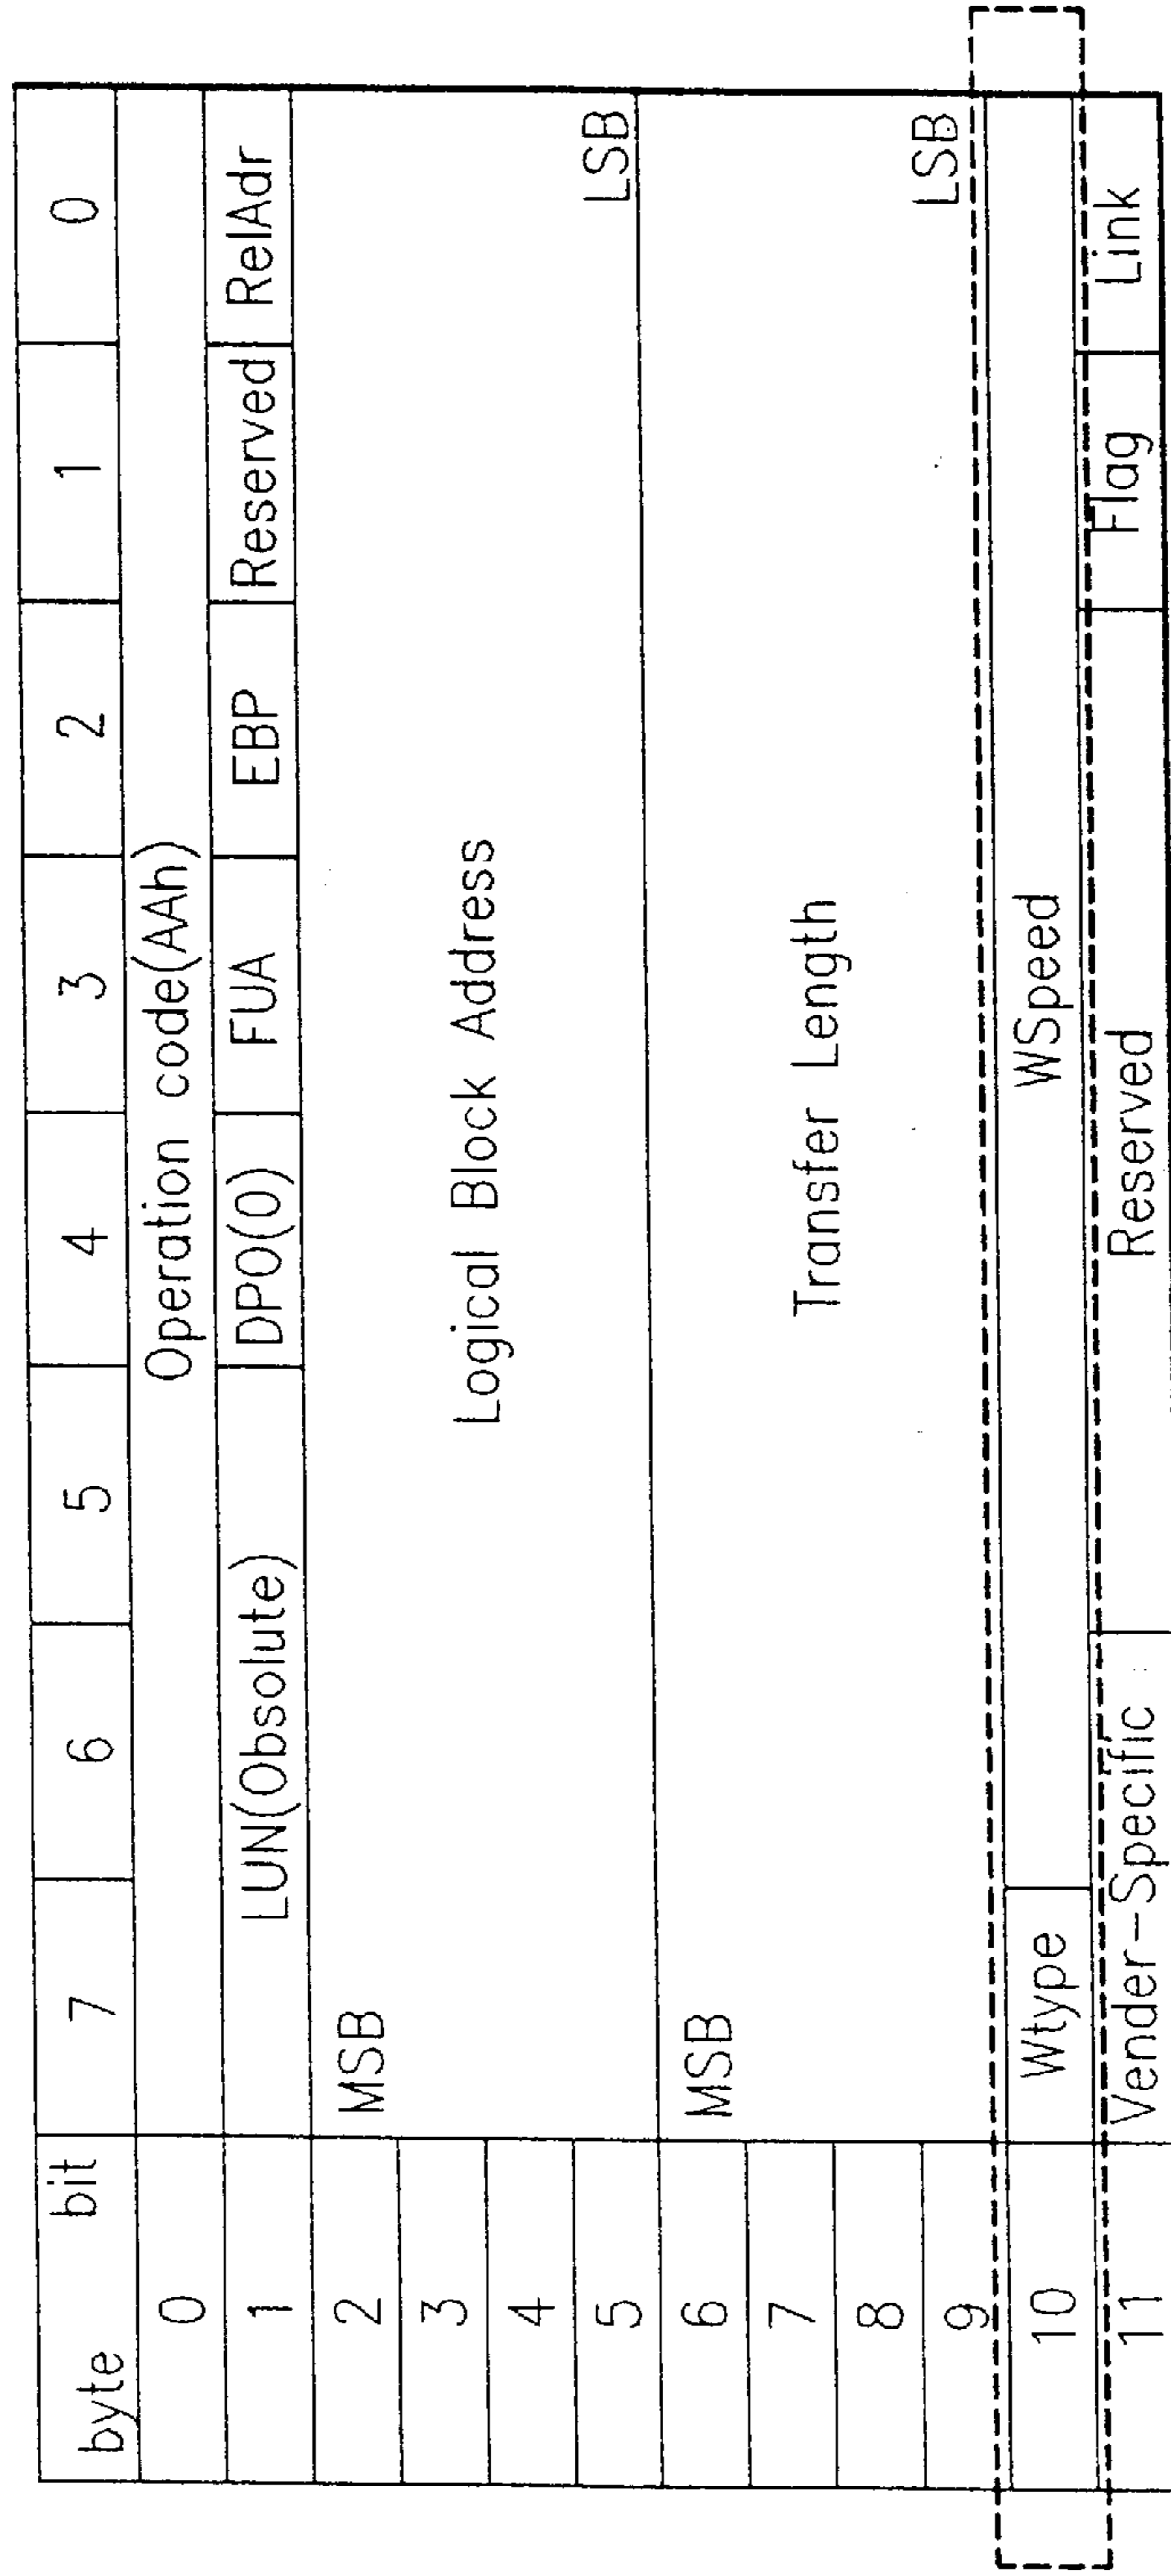 byte bit 7 6 5 4 3 2 1 0
0 Operation code(AAh)
1 LUN(Obsolute) DPO(0) FUA EBP Reserved RelAdr
2 MSB
3 Logical Block Address
4
5 LSB
6 MSB
7 Transfer Length
8
9 LSB
10 Wtype WSpeed
11 Vender-Specific Reserved Flag Link